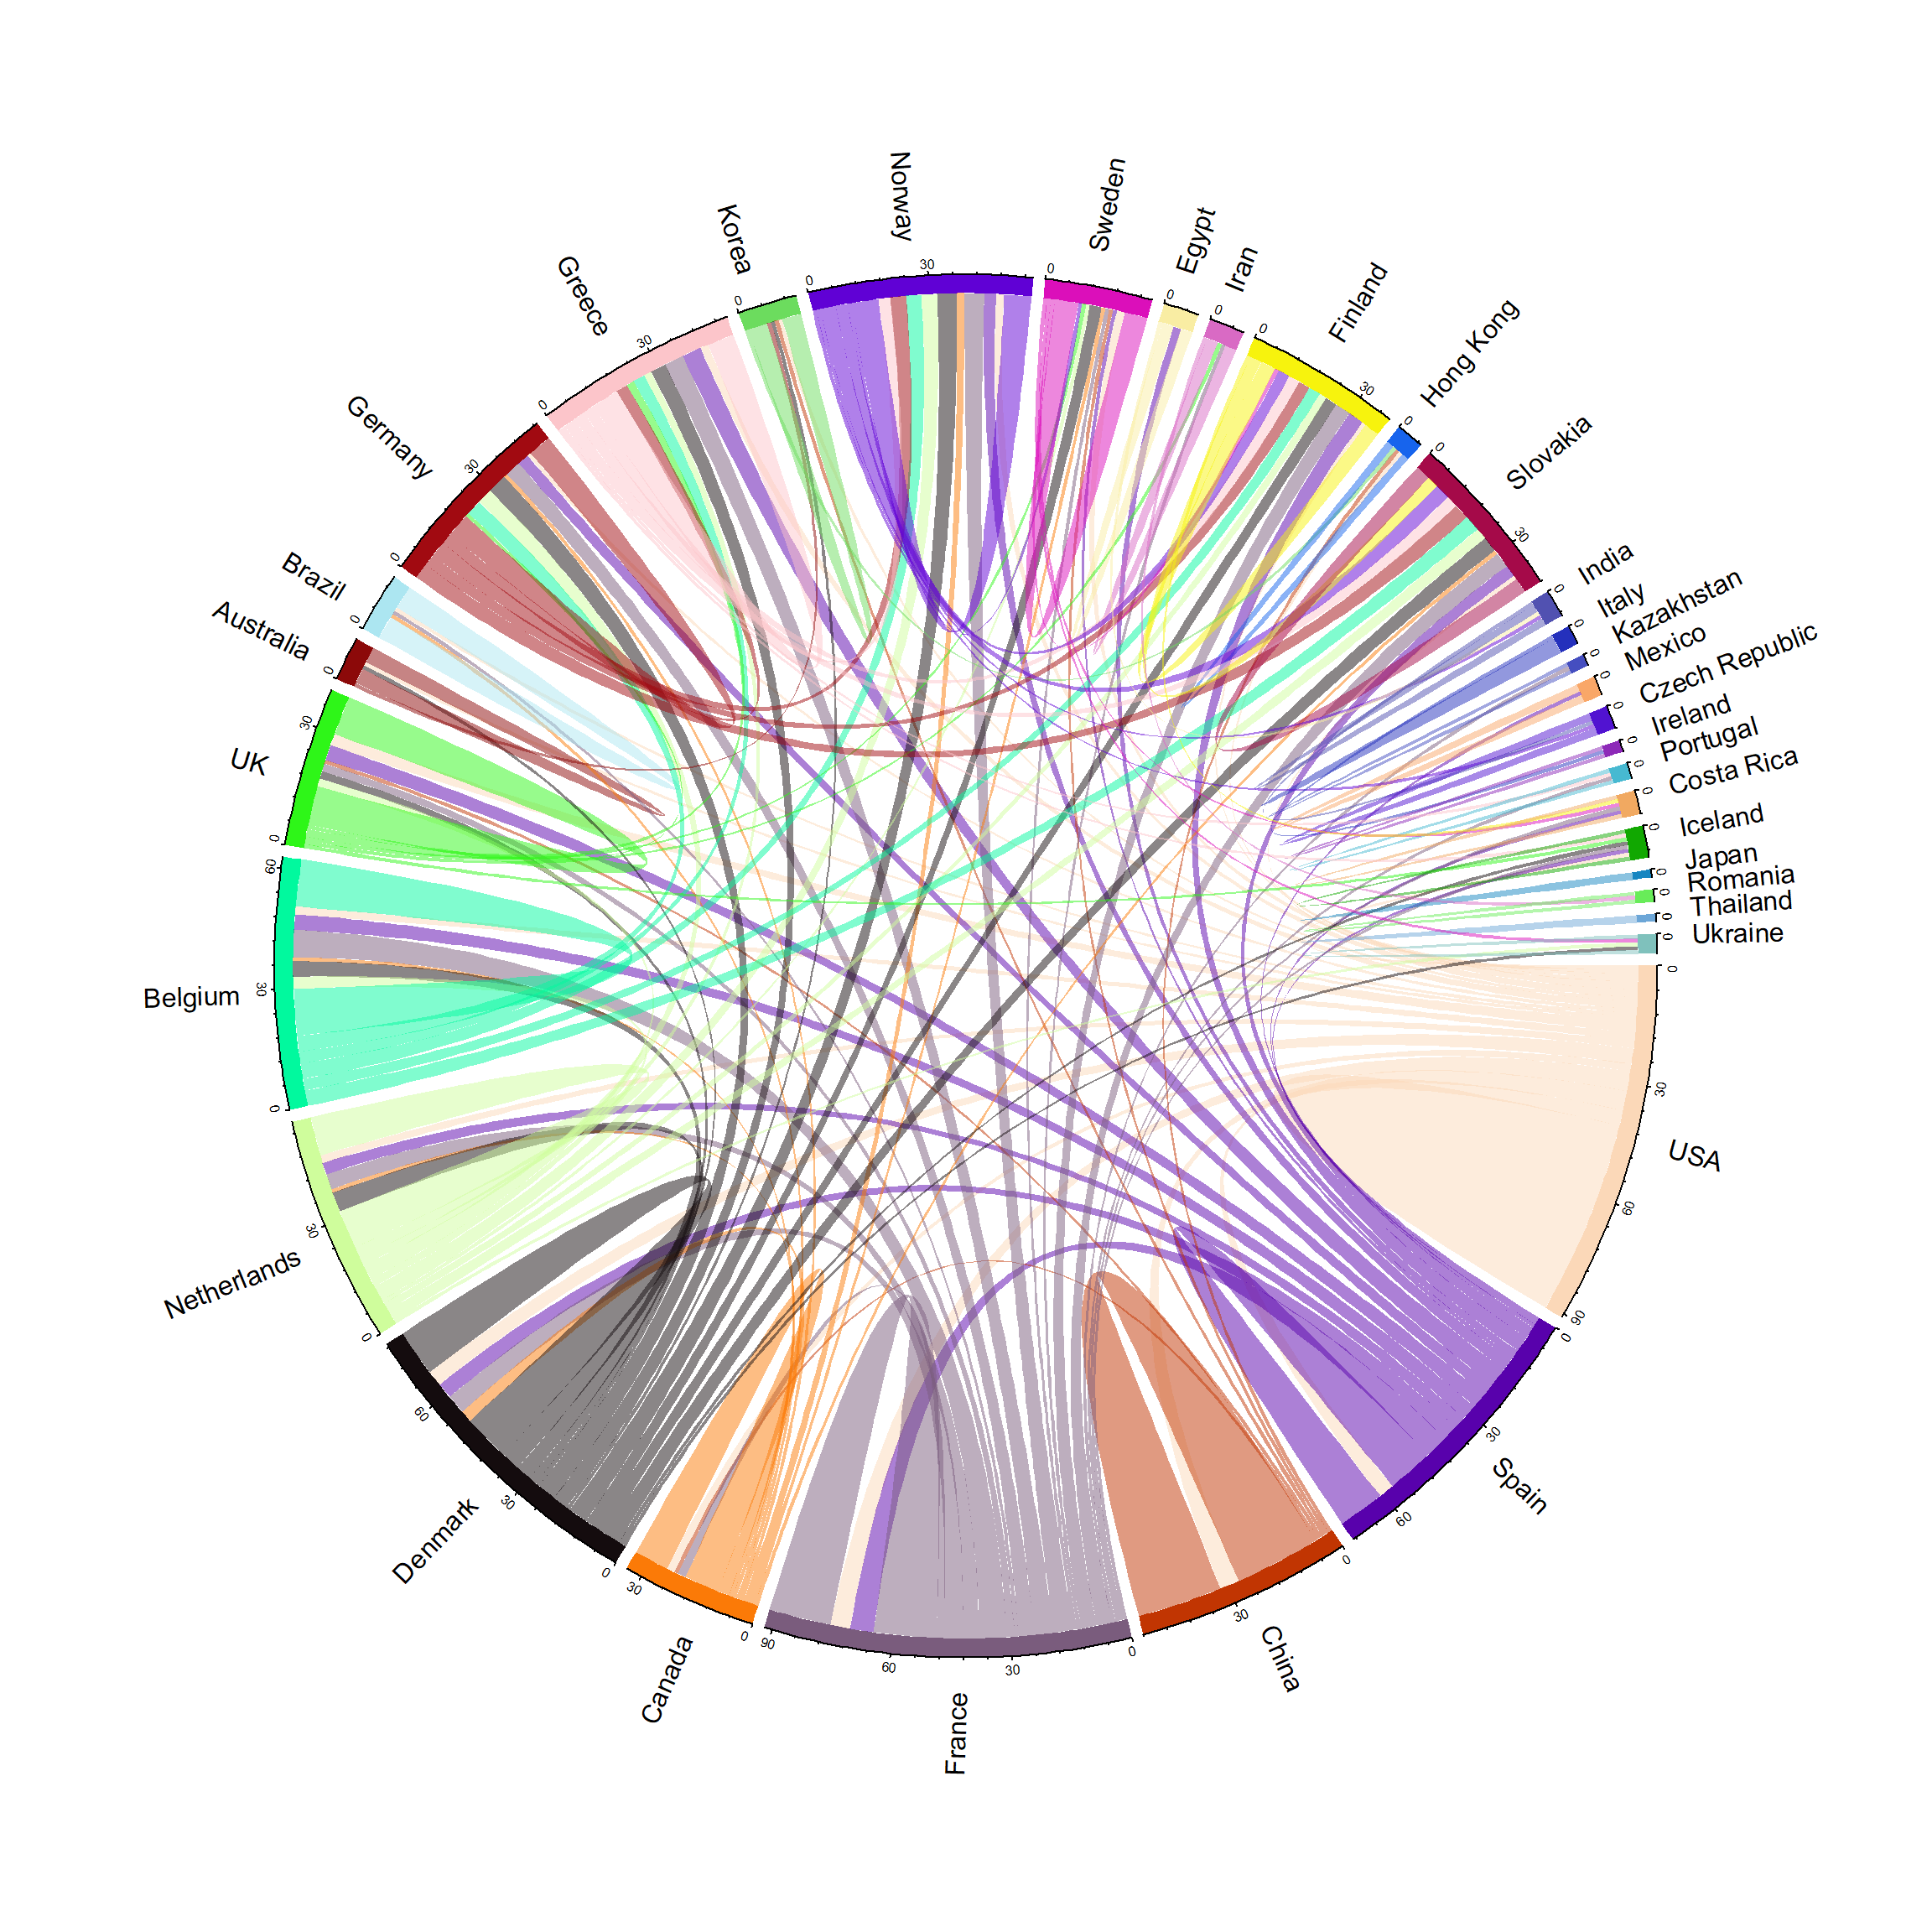 Norway
Sweden
Egypt
Iran
Finland
Hong Kong
Slovakia
India
Italy
Kazakhstan
Mexico
Czech Republic
Ireland
Portugal
Costa Rica
Iceland
Japan
Romania
Thailand
Ukraine
USA
Spain
China
France
Canada
Denmark
Netherlands
Belgium
UK
Australia
Brazil
Germany
Greece
Korea
0
30
0
0
0
0
30
0
0
30
0
0
0
0
0
0
0
0
0
0
0
0
0
0
30
60
90
0
30
60
0
30
0
30
60
90
0
30
0
30
60
0
30
0
30
60
0
30
0
0
0
30
0
30
0